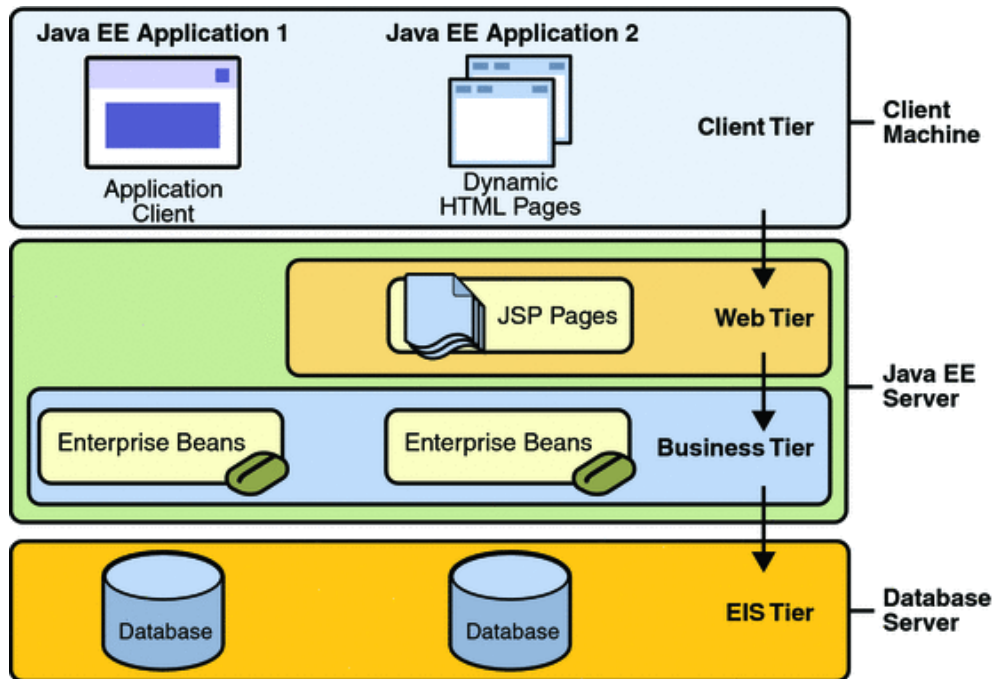 Java EE Application 1
Java EE Application 2
Application
Client
Dynamic
HTML Pages
Client Tier
Client
Machine
JSP Pages
Web Tier
Java EE
Server
Enterprise Beans
Enterprise Beans
Business Tier
Database
Database
EIS Tier
Database
Server